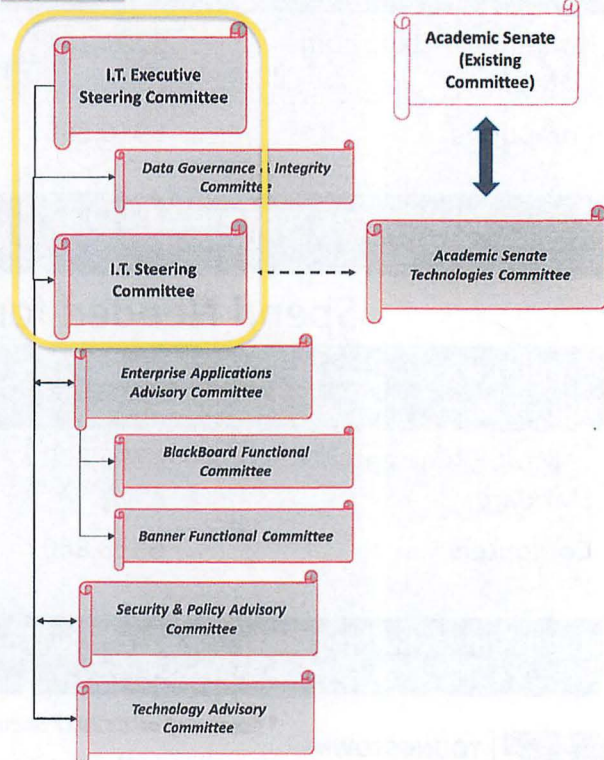 I.T. Executive
Steering Committee
Academic Senate
(Existing
Committee)
Data Governance & Integrity
Committee
I.T. Steering
Committee
Academic Senate
Technologies Committee
Enterprise Applications
Advisory Committee
BlackBoard Functional
Committee
Banner Functional Committee
Security & Policy Advisory
Committee
Technology Advisory
Committee